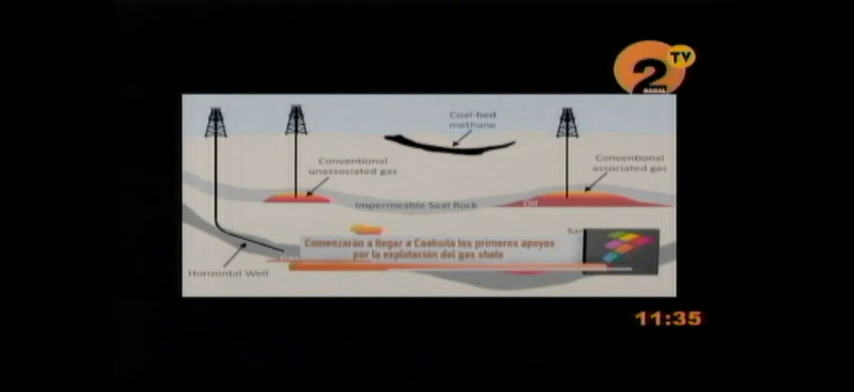 2
TV
CANAL
Coal-bed
methane
Conventional
unassociated gas
Conventional
associated gas
Impermeable Seal Rock
Oil
Comenzarán a llegar a Coahuila los primeros apoyos
por la explotación del gas shale
Horizontal Well
11:35